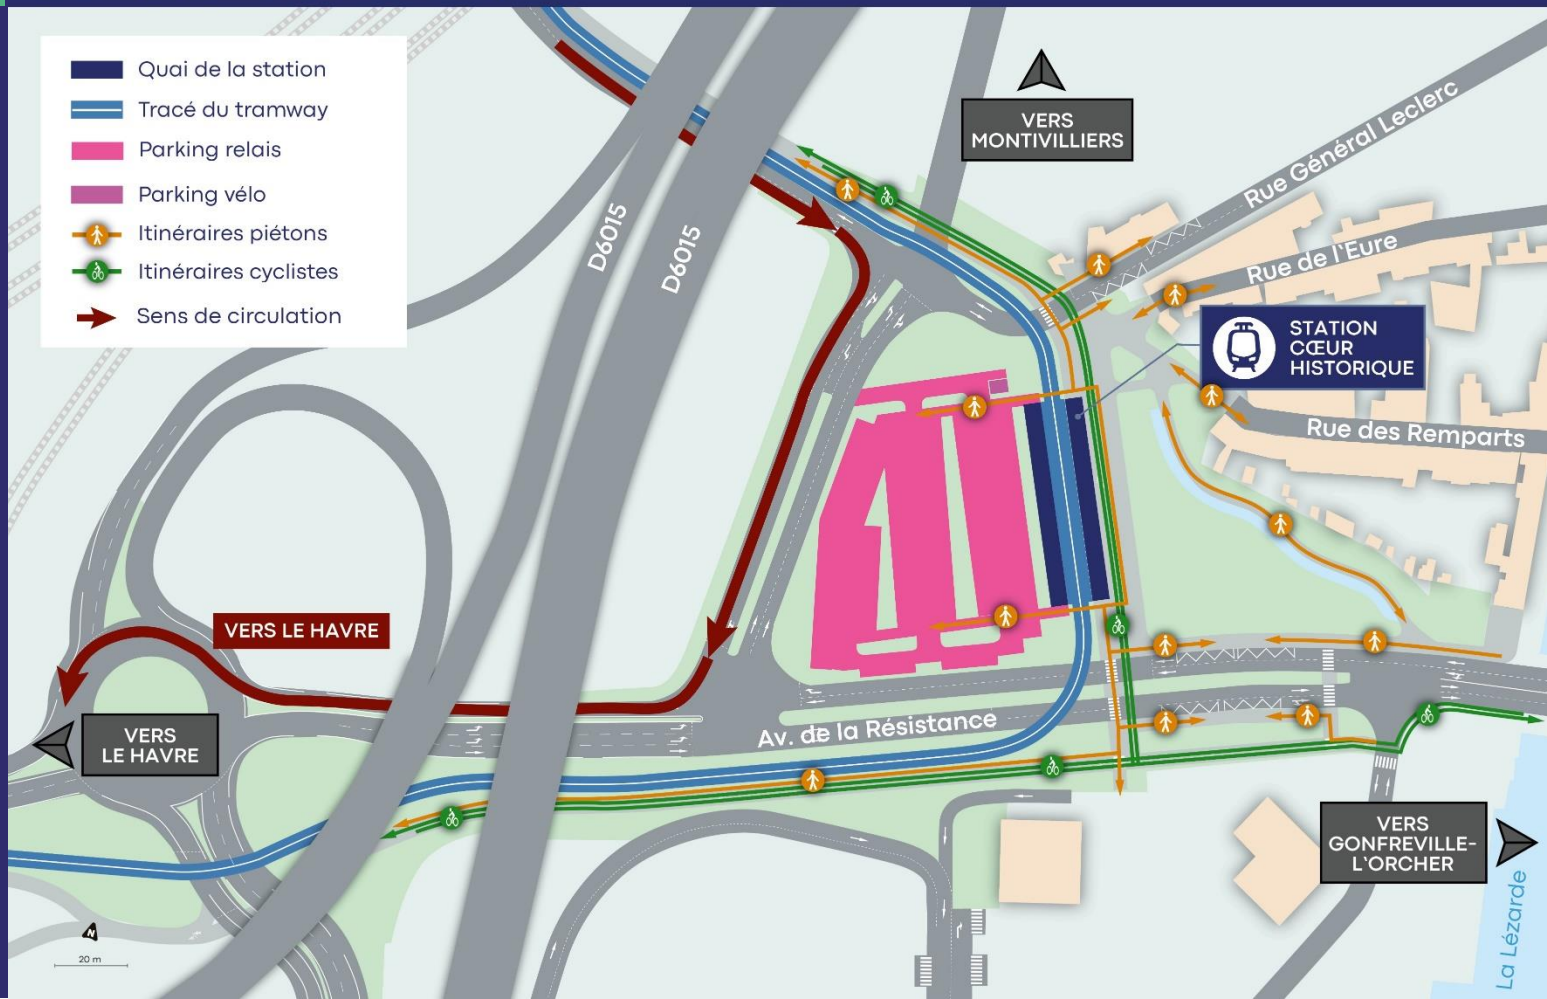 Quai de la station
Tracé du tramway
Parking relais
Parking vélo
Itinéraires piétons
Itinéraires cyclistes
Sens de circulation
VERS
MONTIVILLIERS
Rue Général Leclerc
Rue de l'Eure
D6015
D6015
STATION
CŒUR
HISTORIQUE
Rue des Remparts
VERS LE HAVRE
VERS
LE HAVRE
Av. de la Résistance
VERS
GONFREVILLE-
L'ORCHER
La Lézarde
N
20 m